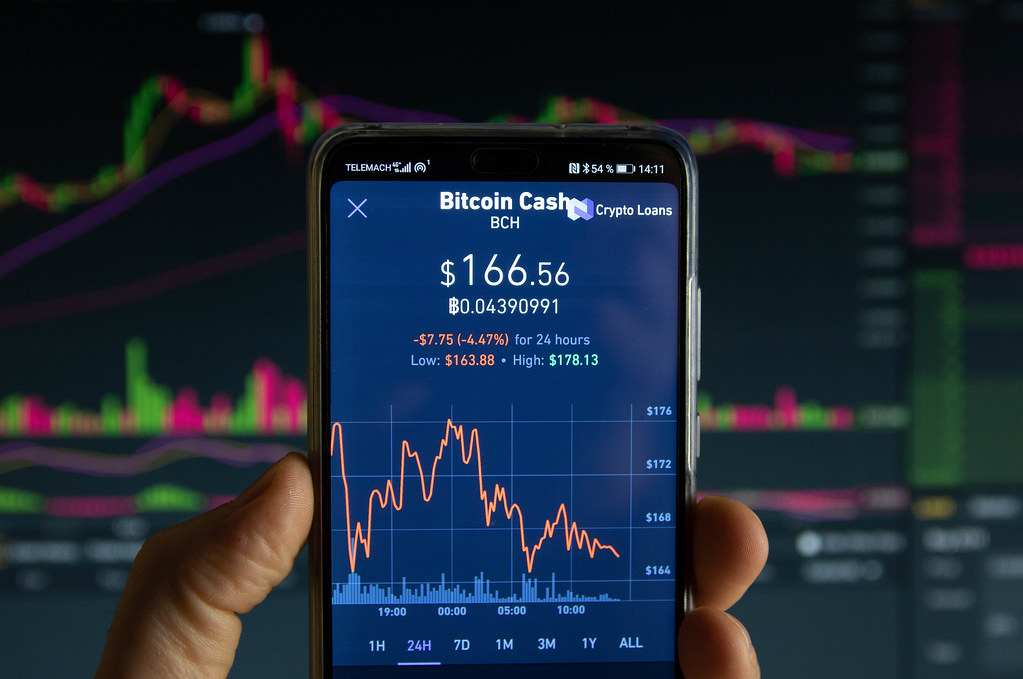 TELEMACH 4G 1 54 % 14:11
Bitcoin Cash
Crypto Loans
BCH
$166.56
₿0.04390991
-$7.75 (-4.47%) for 24 hours
Low: $163.88 • High: $178.13
$176
$172
$168
$164
19:00 00:00 05:00 10:00
1H 24H 7D 1M 3M 1Y ALL